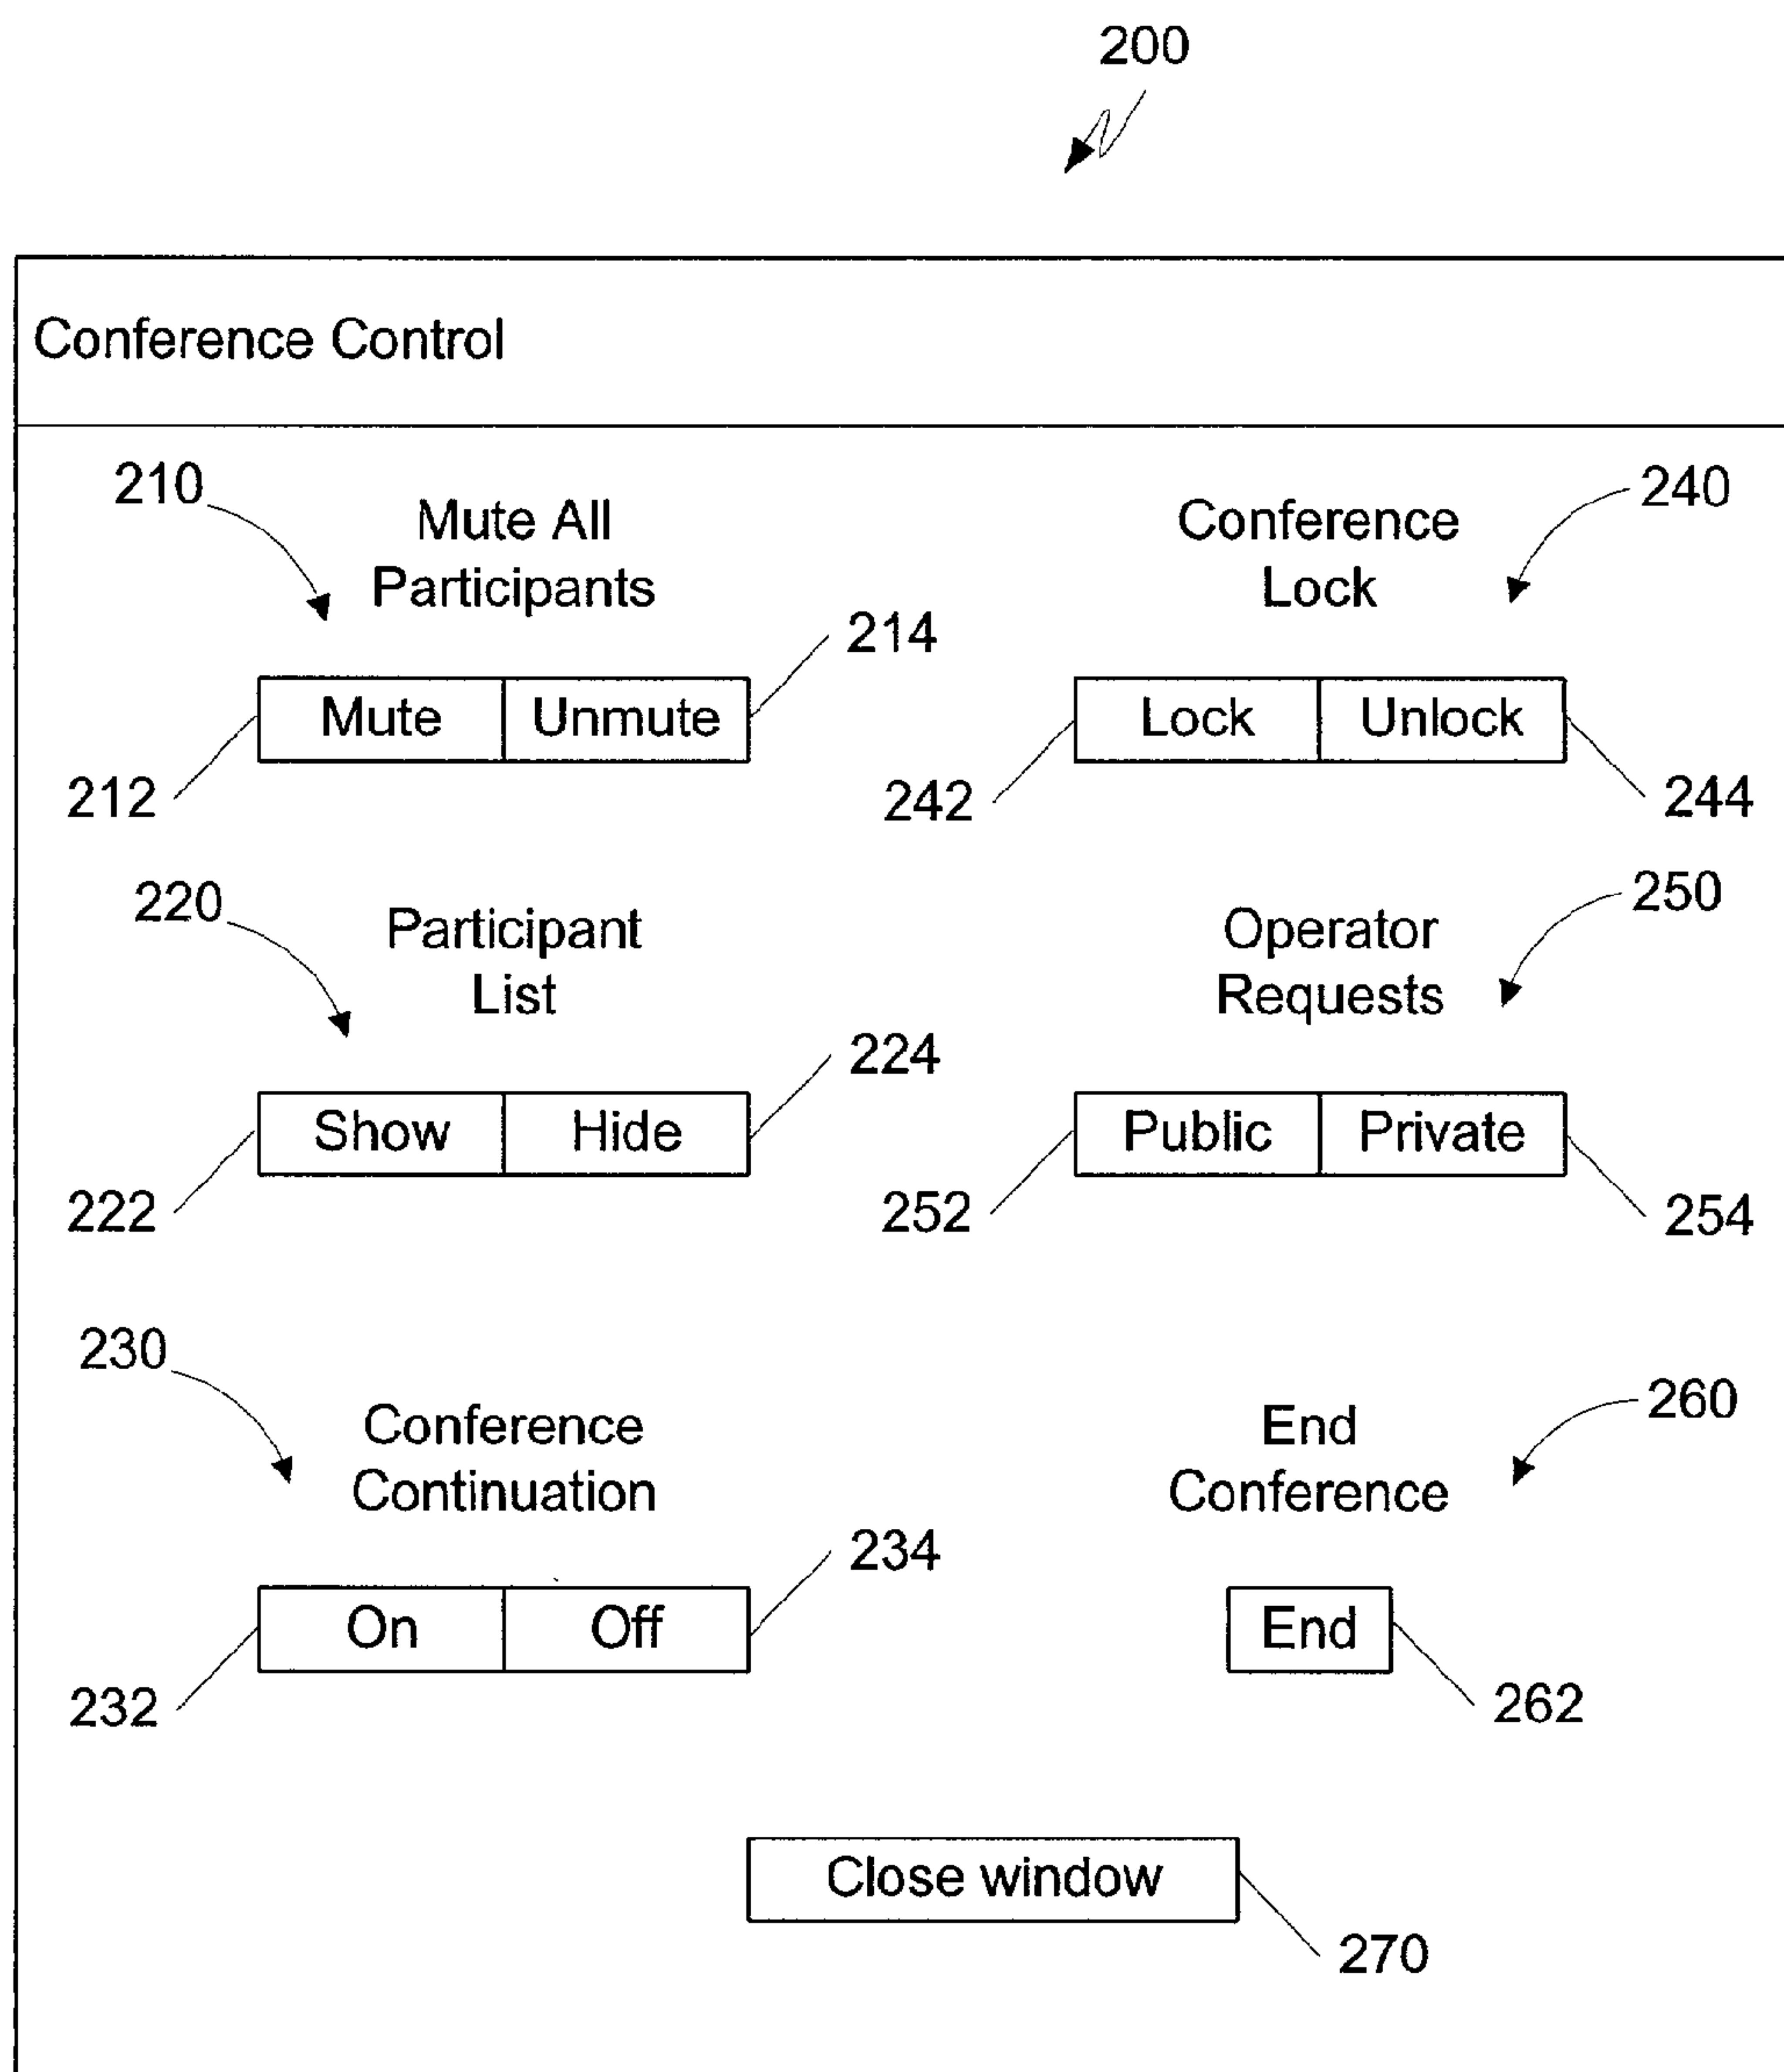 200
Conference Control
210
Mute All
Participants
214
Mute
Unmute
212
Conference
Lock
240
Lock
Unlock
242
244
220
Participant
List
224
Show
Hide
222
Operator
Requests
250
Public
Private
252
254
230
Conference
Continuation
234
On
Off
232
End
Conference
260
End
262
Close window
270